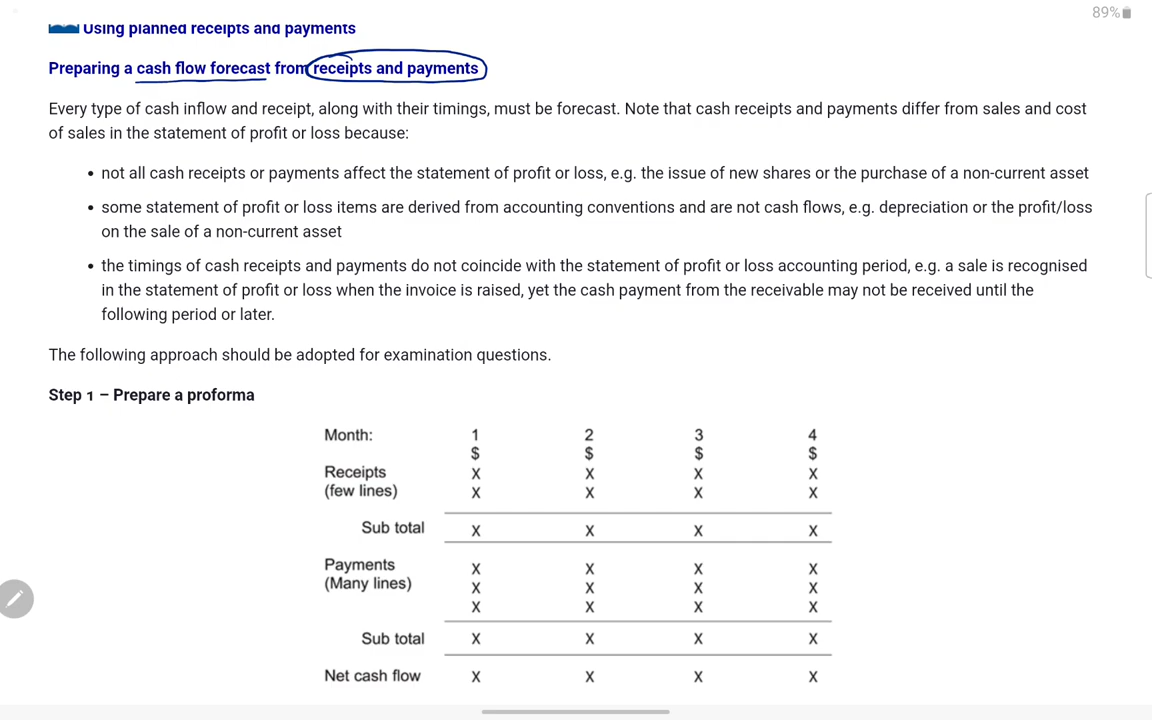 89%
Using planned receipts and payments
Preparing a cash flow forecast from receipts and payments
Every type of cash inflow and receipt, along with their timings, must be forecast. Note that cash receipts and payments differ from sales and cost
of sales in the statement of profit or loss because:
• not all cash receipts or payments affect the statement of profit or loss, e.g. the issue of new shares or the purchase of a non-current asset
• some statement of profit or loss items are derived from accounting conventions and are not cash flows, e.g. depreciation or the profit/loss
on the sale of a non-current asset
• the timings of cash receipts and payments do not coincide with the statement of profit or loss accounting period, e.g. a sale is recognised
in the statement of profit or loss when the invoice is raised, yet the cash payment from the receivable may not be received until the
following period or later.
The following approach should be adopted for examination questions.
Step 1 – Prepare a proforma
Month: 1 2 3 4
$ $ $ $
Receipts X X X X
(few lines) X X X X
Sub total X X X X
Payments X X X X
(Many lines) X X X X
X X X X
Sub total X X X X
Net cash flow X X X X